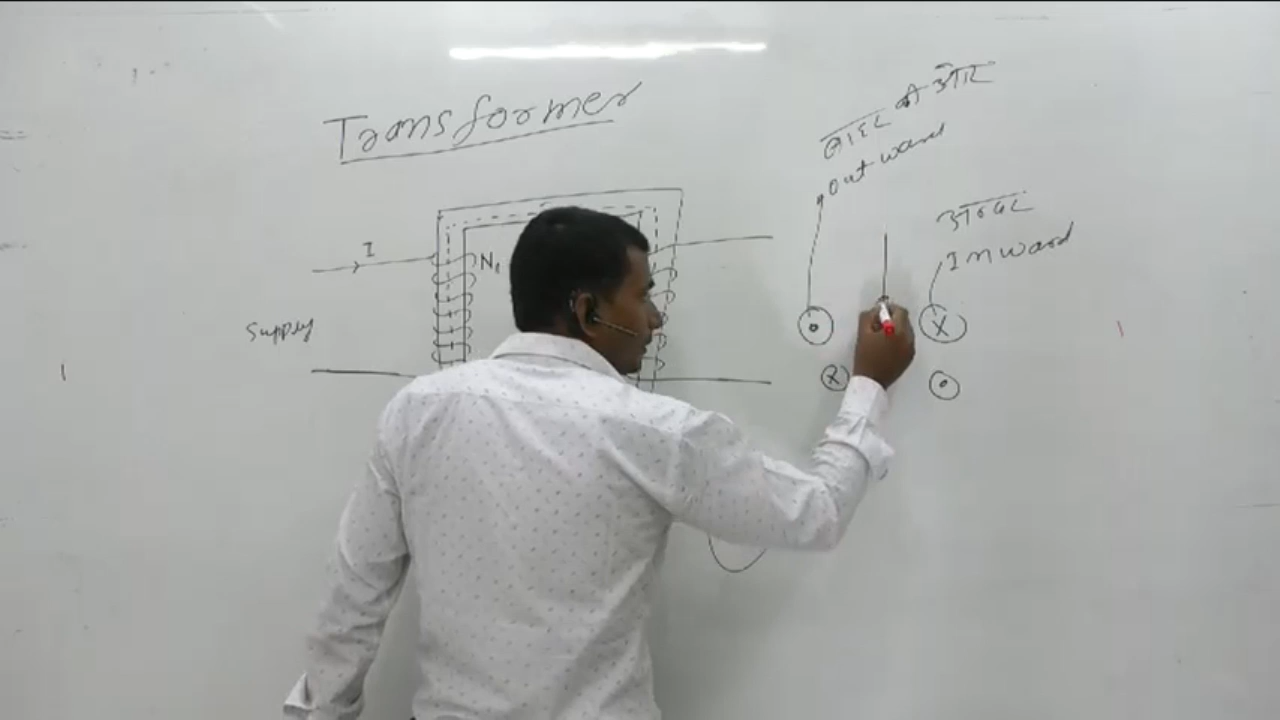 Transformer
बाहर की ओर
Outward
अन्दर
Inward
I
N₁
Supply